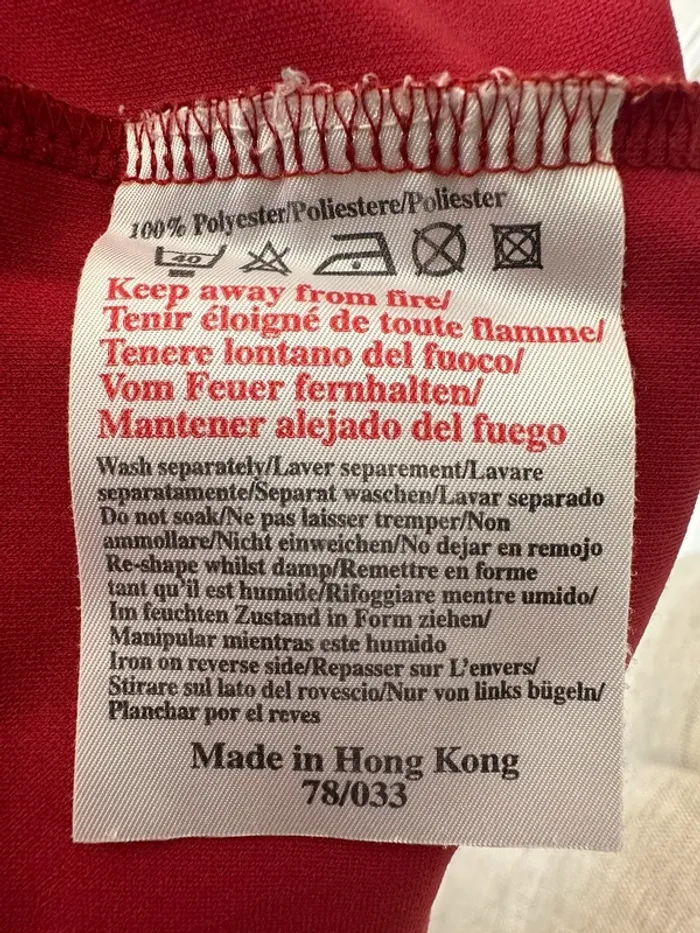 100% Polyester/Poliestere/Poliester
40
Keep away from fire/
Tenir éloigné de toute flamme/
Tenere lontano del fuoco/
Vom Feuer fernhalten/
Mantener alejado del fuego
Wash separately/Laver separement/Lavare
separatamente/Separat waschen/Lavar separado
Do not soak/Ne pas laisser tremper/Non
ammollare/Nicht einweichen/No dejar en remojo
Re-shape whilst damp/Remettre en forme
tant qu'il est humide/Rifoggiare mentre umido/
Im feuchten Zustand in Form ziehen/
Manipular mientras este humido
Iron on reverse side/Repasser sur L'envers/
Stirare sul lato del rovescio/Nur von links bügeln/
Planchar por el reves
Made in Hong Kong
78/033